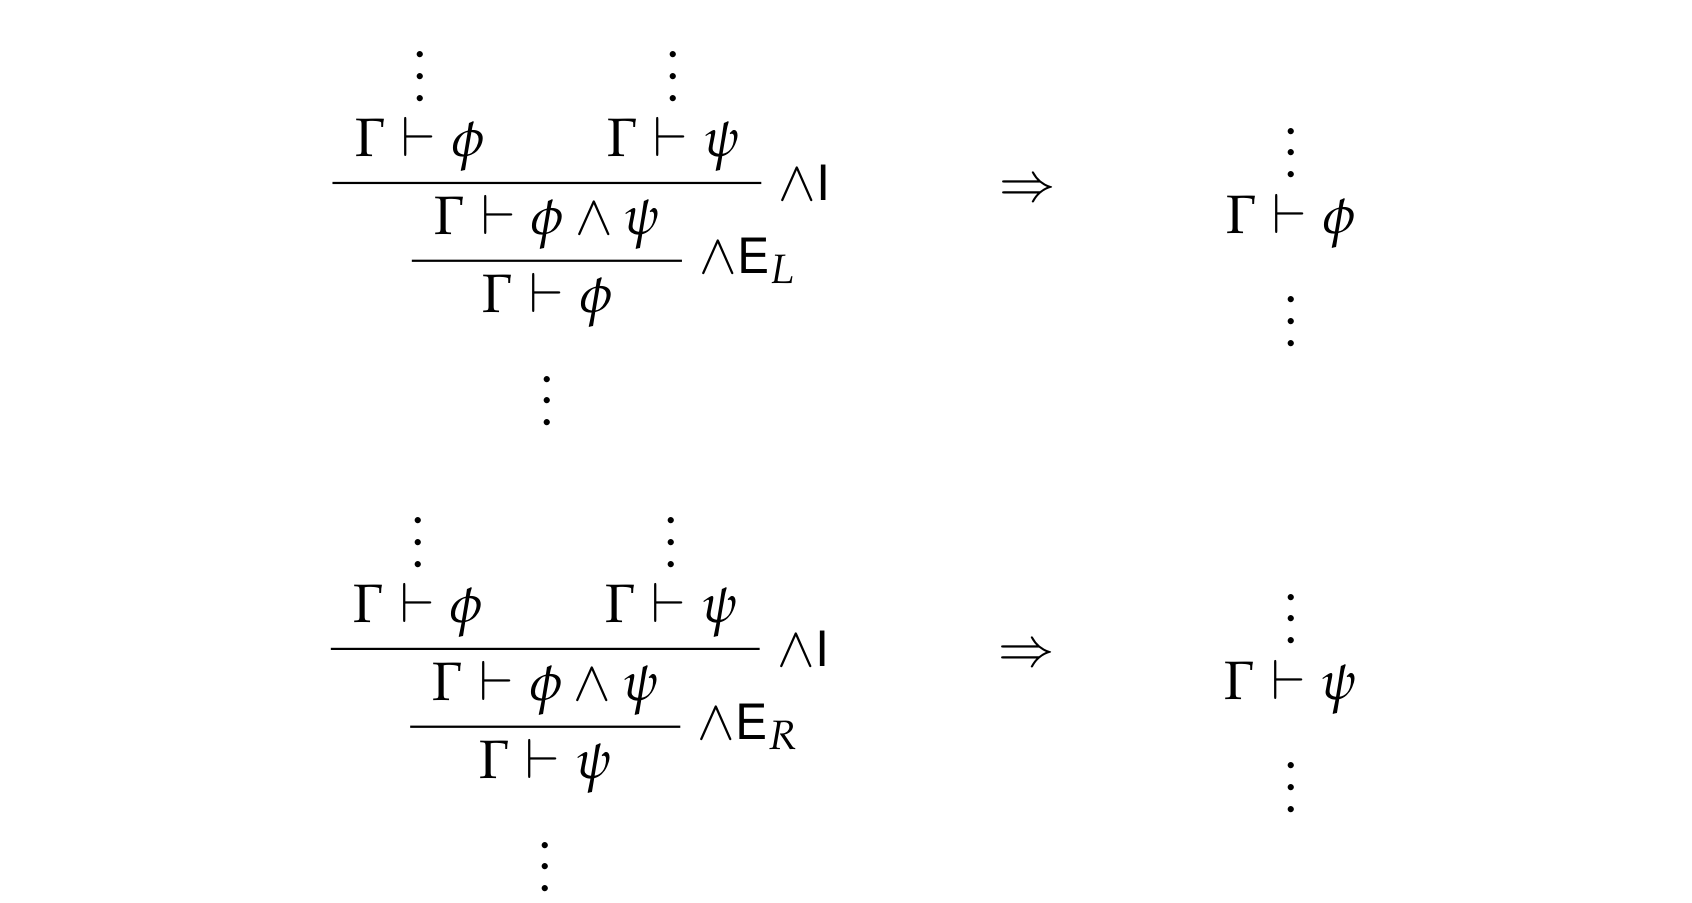 ⋮ ⋮
Γ ⊢ ϕ Γ ⊢ ψ
∧I ⇒ ⋮
Γ ⊢ ϕ ∧ ψ Γ ⊢ ϕ
∧E_L
Γ ⊢ ϕ ⋮
⋮
⋮ ⋮
Γ ⊢ ϕ Γ ⊢ ψ
∧I ⇒ ⋮
Γ ⊢ ϕ ∧ ψ Γ ⊢ ψ
∧E_R
Γ ⊢ ψ ⋮
⋮